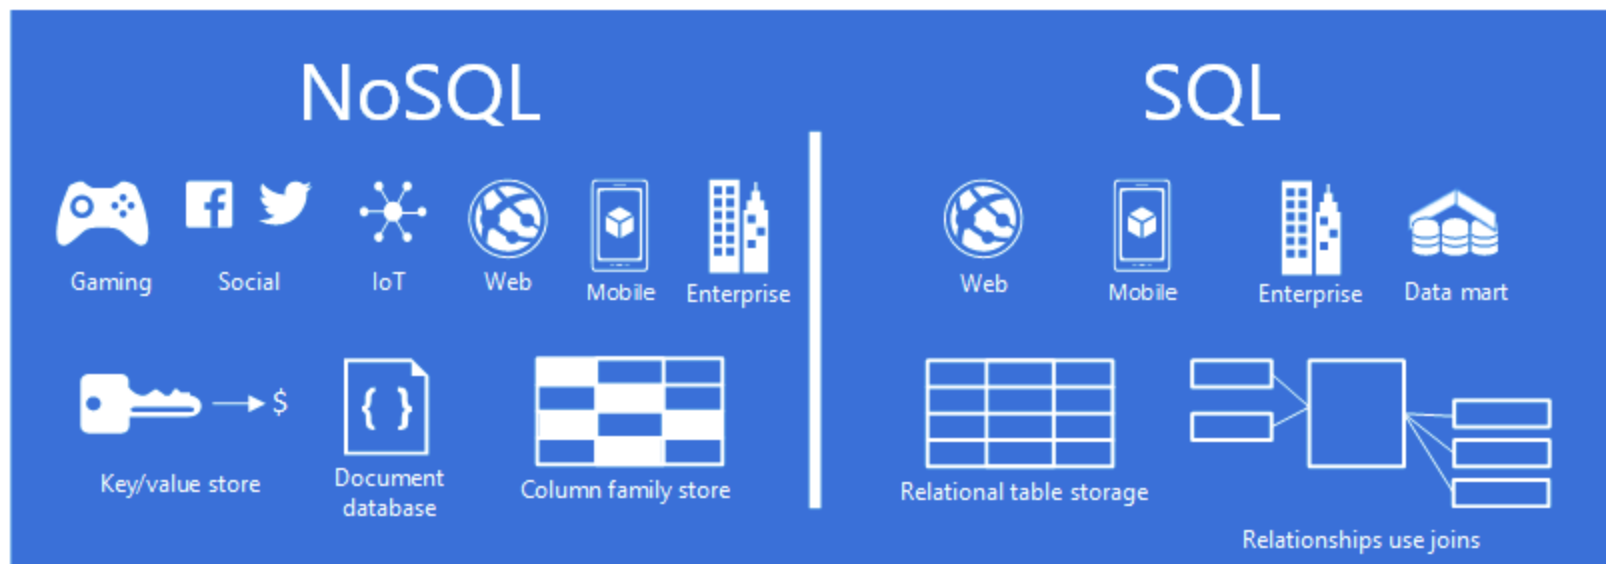 NoSQL
SQL
Gaming
Social
IoT
Web
Mobile
Enterprise
Web
Mobile
Enterprise
Data mart
$
{ }
Key/value store
Document
database
Column family store
Relational table storage
Relationships use joins